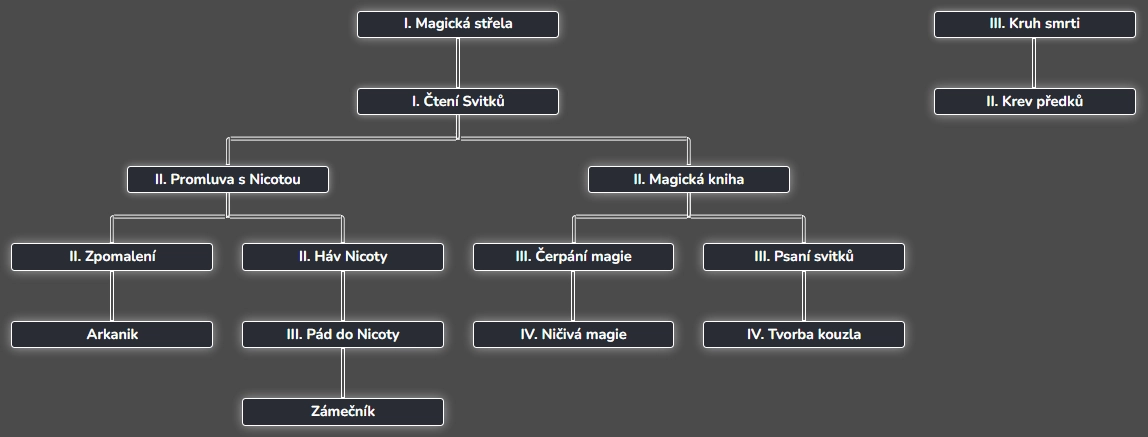 I. Magická střela
III. Kruh smrti
I. Čtení Svitků
II. Krev předků
II. Promluva s Nicotou
II. Magická kniha
II. Zpomalení
II. Háv Nicoty
III. Čerpání magie
III. Psaní svitků
Arkanik
III. Pád do Nicoty
IV. Ničivá magie
IV. Tvorba kouzla
Zámečník